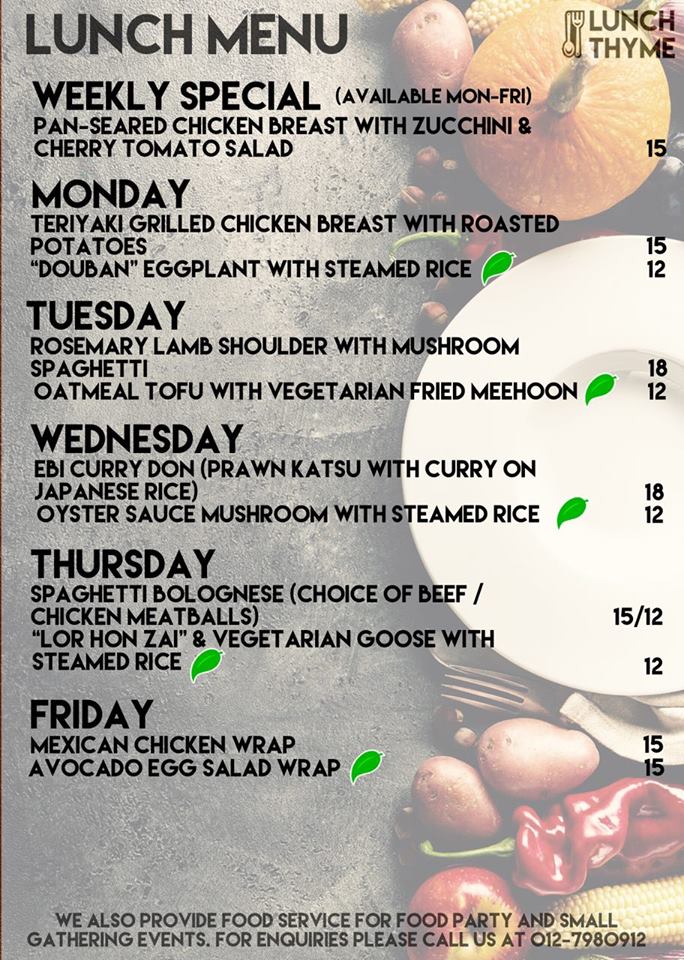 LUNCH MENU
LUNCH
THYME
WEEKLY SPECIAL (AVAILABLE MON-FRI)
PAN-SEARED CHICKEN BREAST WITH ZUCCHINI &
CHERRY TOMATO SALAD 15
MONDAY
TERIYAKI GRILLED CHICKEN BREAST WITH ROASTED
POTATOES 15
"DOUBAN" EGGPLANT WITH STEAMED RICE 12
TUESDAY
ROSEMARY LAMB SHOULDER WITH MUSHROOM
SPAGHETTI 18
OATMEAL TOFU WITH VEGETARIAN FRIED MEEHOON 12
WEDNESDAY
EBI CURRY DON (PRAWN KATSU WITH CURRY ON
JAPANESE RICE) 18
OYSTER SAUCE MUSHROOM WITH STEAMED RICE 12
THURSDAY
SPAGHETTI BOLOGNESE (CHOICE OF BEEF /
CHICKEN MEATBALLS) 15/12
"LOR HON ZAI" & VEGETARIAN GOOSE WITH
STEAMED RICE 12
FRIDAY
MEXICAN CHICKEN WRAP 15
AVOCADO EGG SALAD WRAP 15
WE ALSO PROVIDE FOOD SERVICE FOR FOOD PARTY AND SMALL
GATHERING EVENTS. FOR ENQUIRIES PLEASE CALL US AT 012-7980912